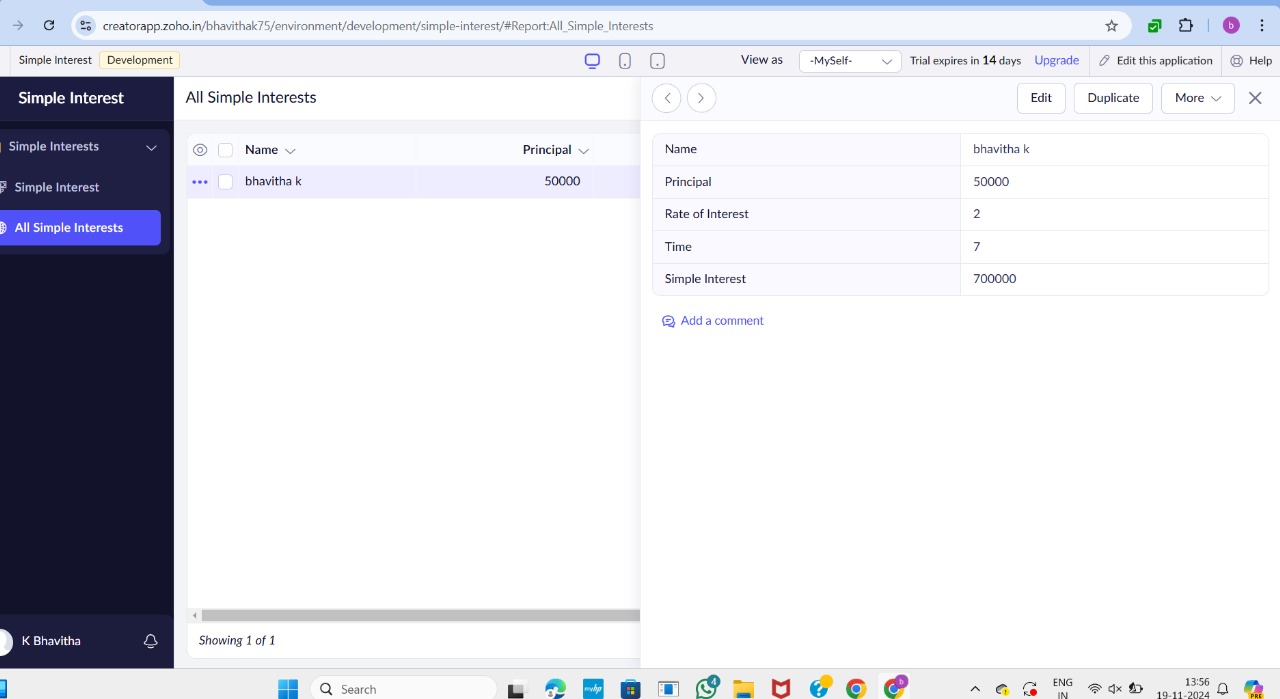 creatorapp.zoho.in/bhavithak75/environment/development/simple-interest/#Report:All_Simple_Interests
b
Simple Interest Development View as -MySelf- Trial expires in 14 days Upgrade Edit this application Help
Simple Interest
Simple Interests
Simple Interest
All Simple Interests
K Bhavitha
All Simple Interests
Name Principal
bhavitha k 50000
Showing 1 of 1
Edit Duplicate More
Name bhavitha k
Principal 50000
Rate of Interest 2
Time 7
Simple Interest 700000
Add a comment
Search
myhp
4
b
ENG
IN
13:56
19-11-2024
PRE